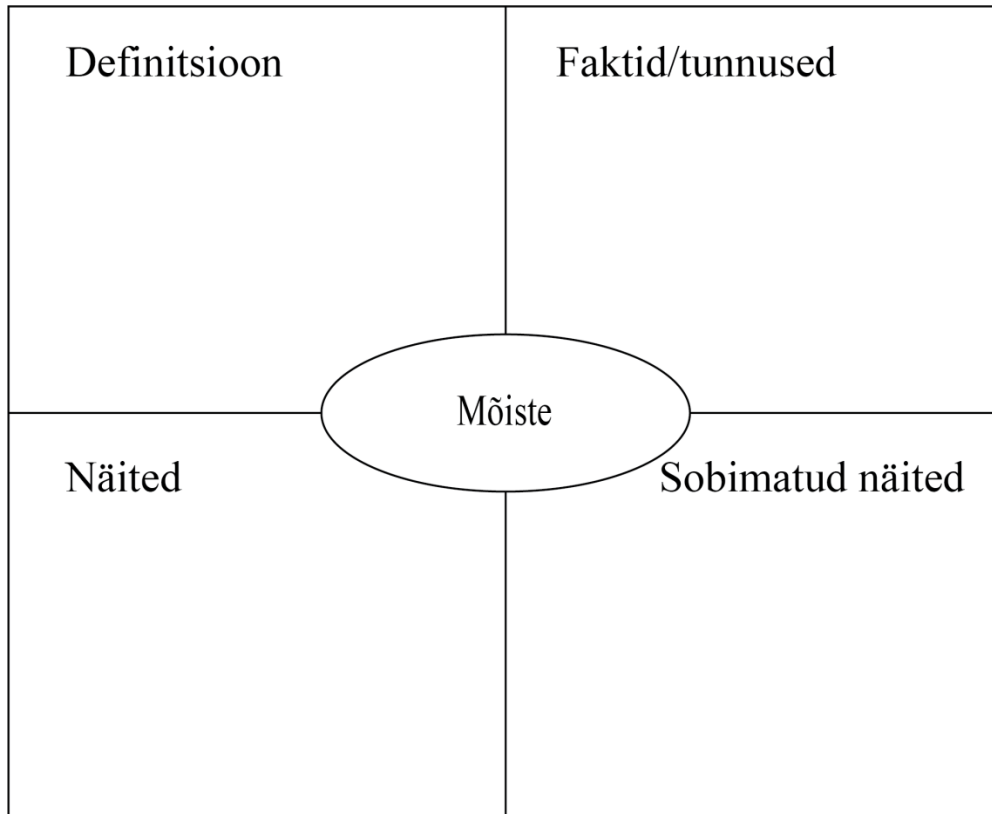 Definitsioon
Faktid/tunnused
Mõiste
Näited
Sobimatud näited